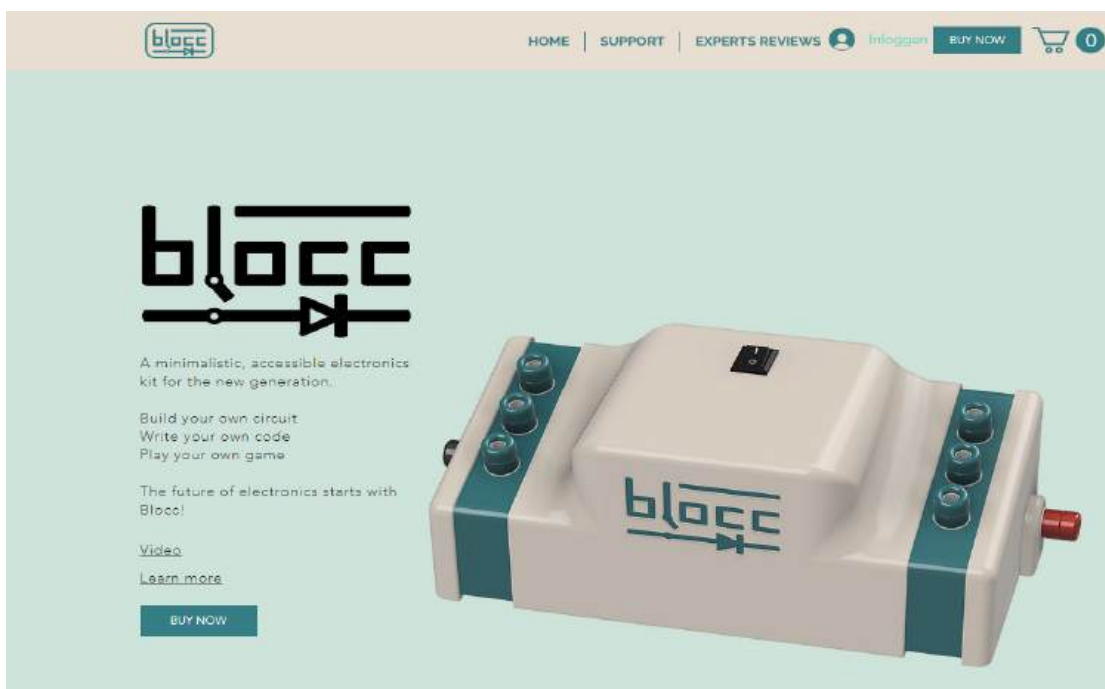 blocc
HOME | SUPPORT | EXPERTS REVIEWS Inloggen BUY NOW 0
blocc
A minimalistic, accessible electronics
kit for the new generation.
Build your own circuit
Write your own code
Play your own game
The future of electronics starts with
Blocc!
Video
Learn more
BUY NOW
blocc